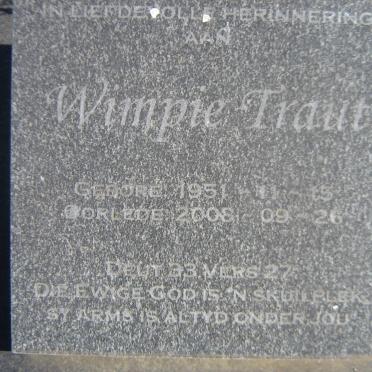 IN LIEFDEVOLLE HERINNERING
AAN
Wimpie Traut
GEBORE: 1951 - 11 - 15
OORLEDE: 2008 - 09 - 26
DEUT 33 VERS 27
DIE EWIGE GOD IS 'N SKUILPLEK
SY ARMS IS ALTYD ONDER JOU